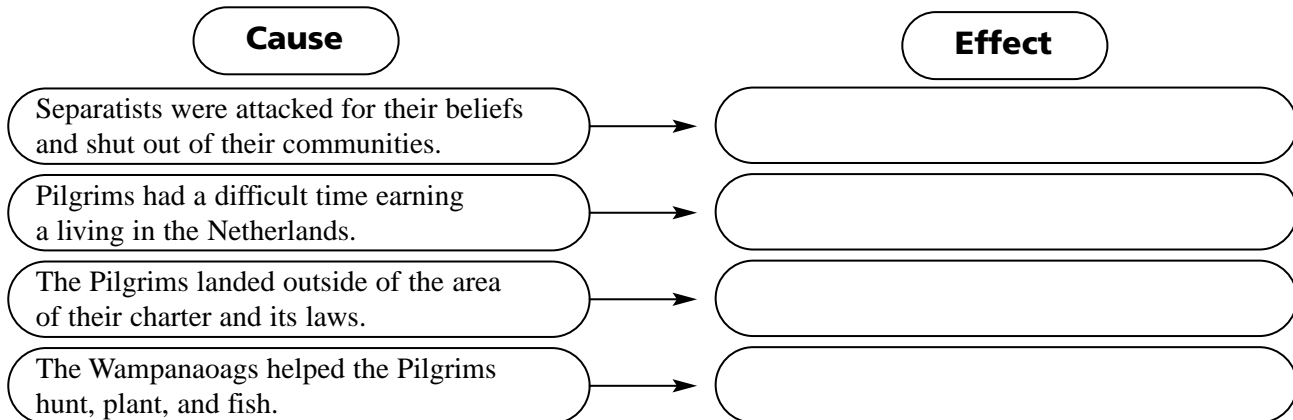 Cause
Effect
Separatists were attacked for their beliefs
and shut out of their communities.
Pilgrims had a difficult time earning
a living in the Netherlands.
The Pilgrims landed outside of the area
of their charter and its laws.
The Wampanaoags helped the Pilgrims
hunt, plant, and fish.